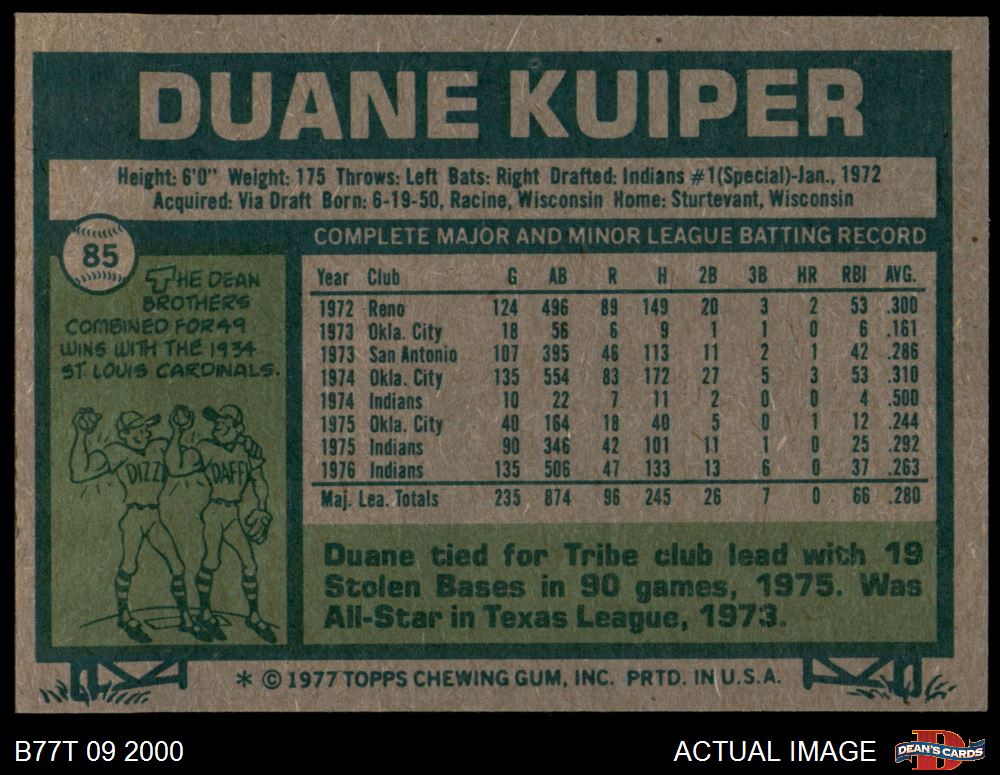 DUANE KUIPER
Height: 6'0" Weight: 175 Throws: Left Bats: Right Drafted: Indians #1(Special)-Jan., 1972
Acquired: Via Draft Born: 6-19-50, Racine, Wisconsin Home: Sturtevant, Wisconsin
85
THE DEAN
BROTHERS
COMBINED FOR 49
WINS WITH THE 1934
ST. LOUIS CARDINALS.
DIZZ
DAFF
COMPLETE MAJOR AND MINOR LEAGUE BATTING RECORD
Year Club G AB R H 2B 3B HR RBI AVG.
1972 Reno 124 496 89 149 20 3 2 53 .300
1973 Okla. City 18 56 6 9 1 1 0 6 .161
1973 San Antonio 107 395 46 113 11 2 1 42 .286
1974 Okla. City 135 554 83 172 27 5 3 53 .310
1974 Indians 10 22 7 11 2 0 0 4 .500
1975 Okla. City 40 164 18 40 5 0 1 12 .244
1975 Indians 90 346 42 101 11 1 0 25 .292
1976 Indians 135 506 47 133 13 6 0 37 .263
Maj. Lea. Totals 235 874 96 245 26 7 0 66 .280
Duane tied for Tribe club lead with 19
Stolen Bases in 90 games, 1975. Was
All-Star in Texas League, 1973.
* © 1977 TOPPS CHEWING GUM, INC. PRTD. IN U.S.A.
B77T 09 2000
ACTUAL IMAGE
DEAN'S CARDS